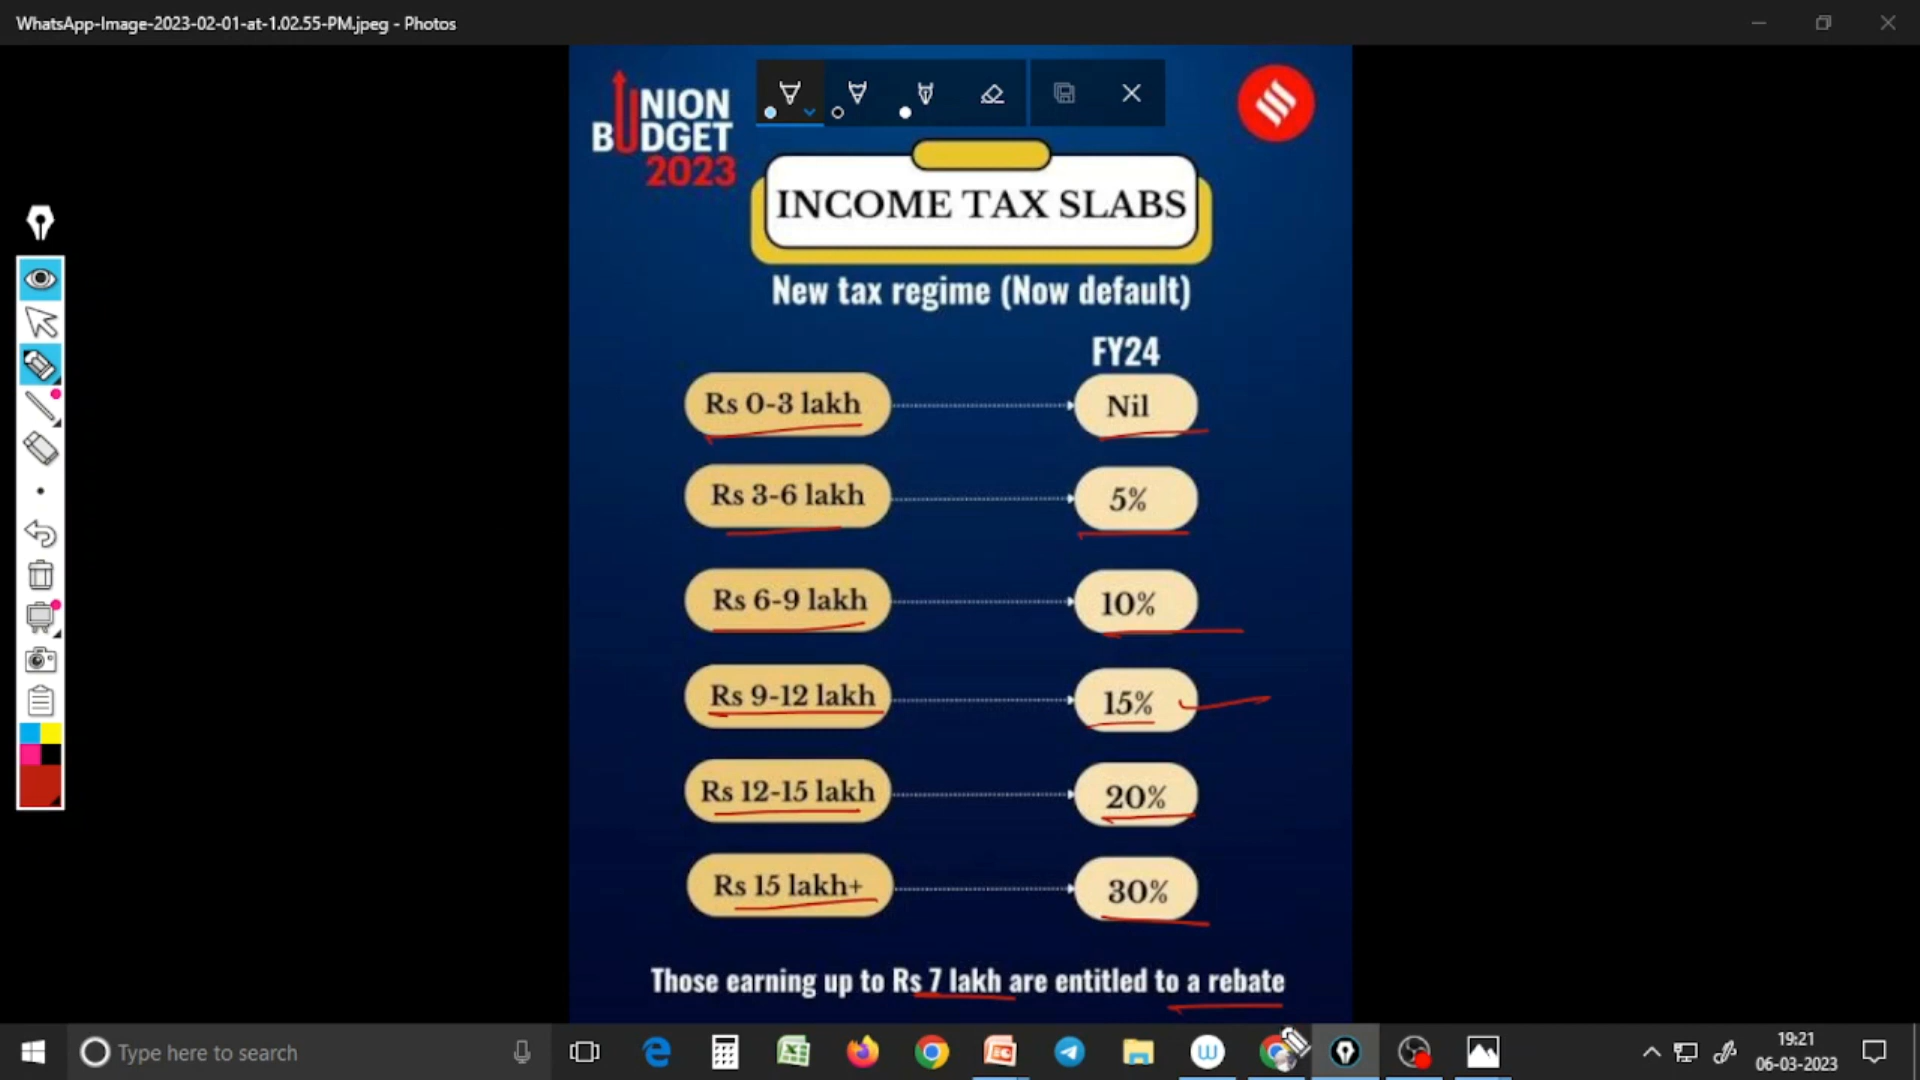 WhatsApp-Image-2023-02-01-at-1.02.55-PM.jpeg - Photos
UNION
BUDGET
2023
INCOME TAX SLABS
New tax regime (Now default)
FY24
Rs 0-3 lakh Nil
Rs 3-6 lakh 5%
Rs 6-9 lakh 10%
Rs 9-12 lakh 15%
Rs 12-15 lakh 20%
Rs 15 lakh+ 30%
Those earning up to Rs 7 lakh are entitled to a rebate
Type here to search
19:21
06-03-2023